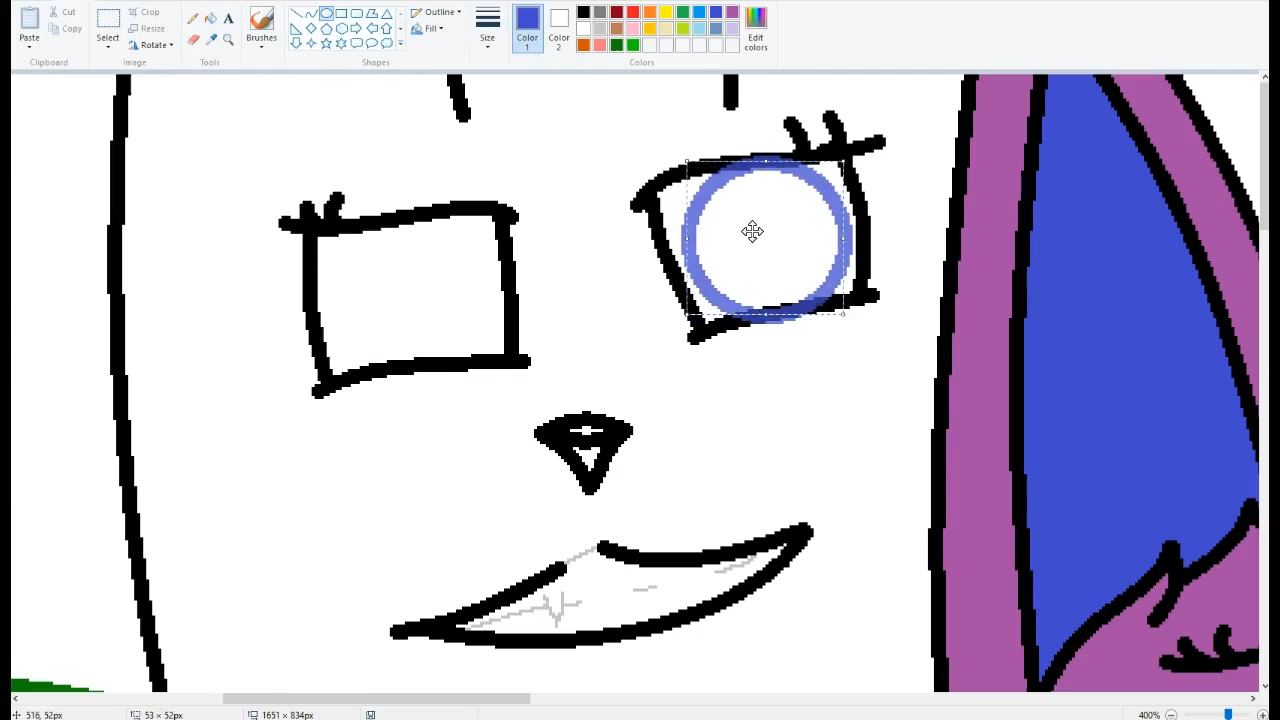 Paste
Cut
Copy
Clipboard
Select
Crop
Resize
Rotate
Image
A
Tools
Brushes
Outline
Fill
Shapes
Size
Color 1
Color 2
Edit colors
Colors
516, 52px
53 × 52px
1651 × 834px
400%